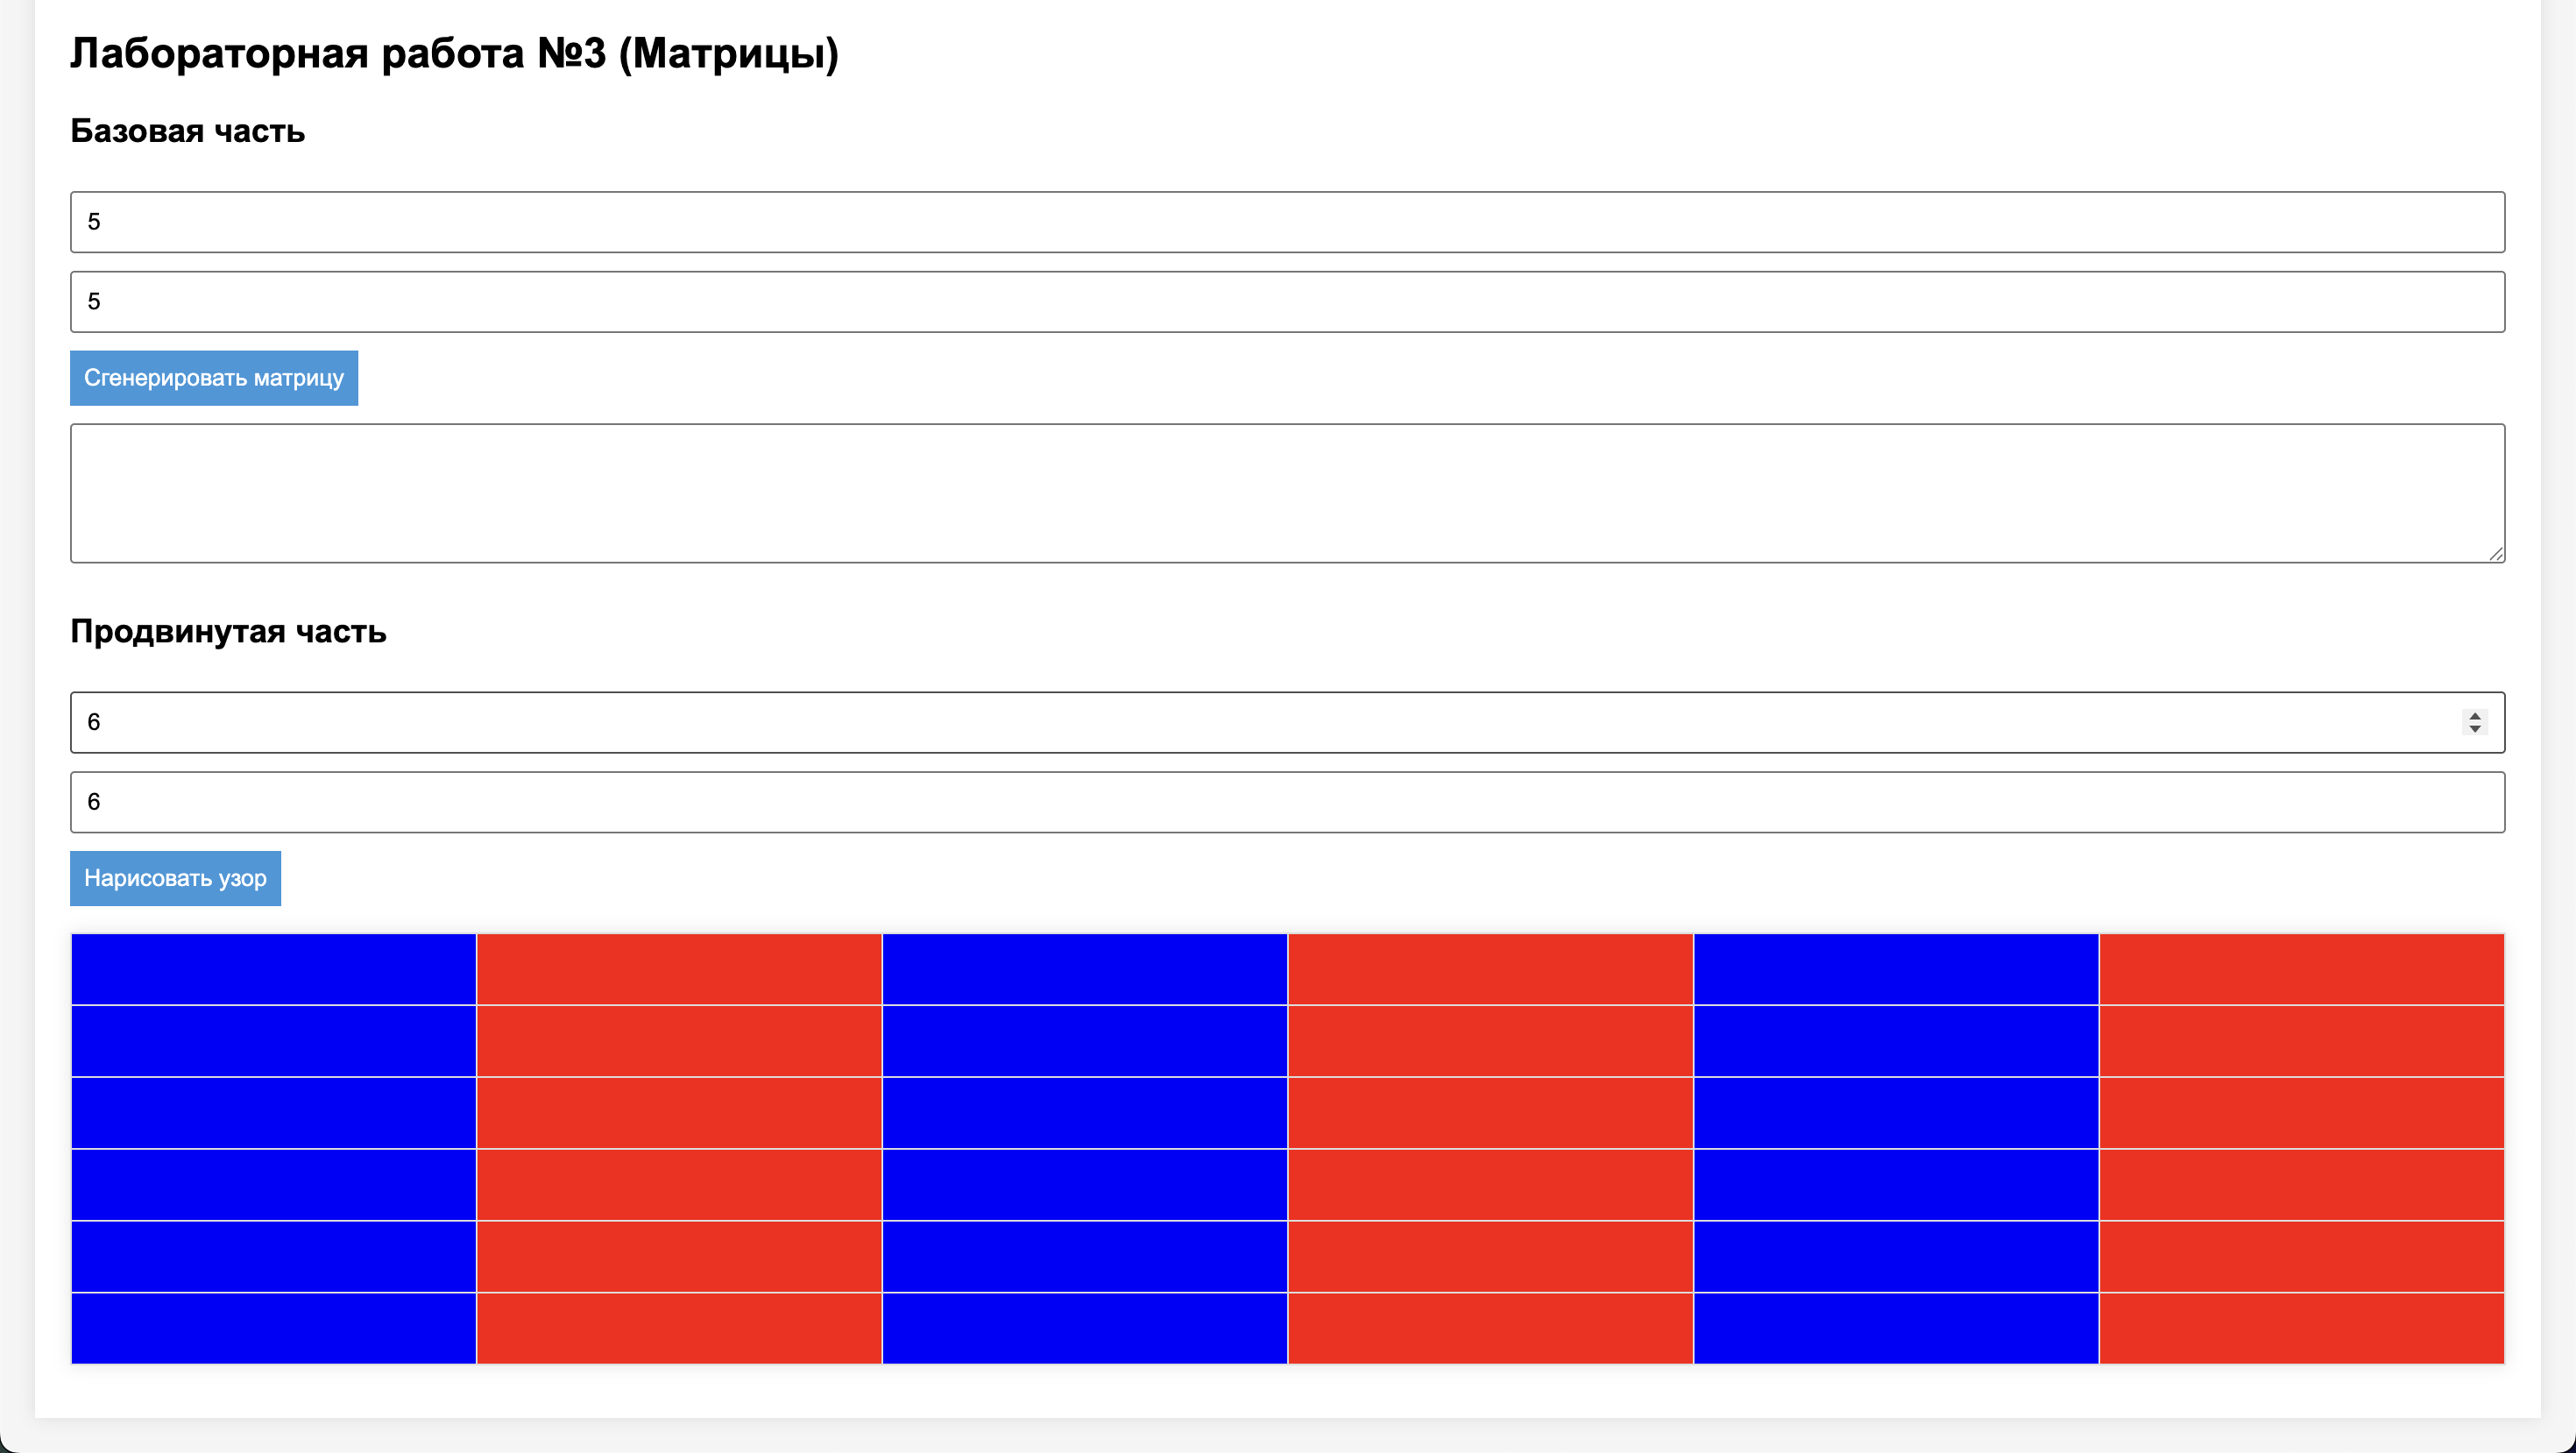 Лабораторная работа №3 (Матрицы)
Базовая часть
5
5
Сгенерировать матрицу
Продвинутая часть
6
6
Нарисовать узор